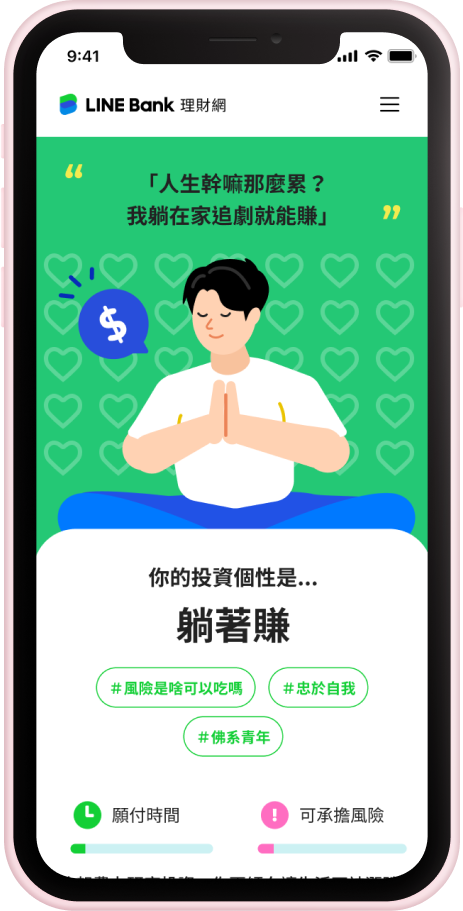 9:41
LINE Bank 理財網
“
「人生幹嘛那麼累？
我躺在家追劇就能賺」
”
$
你的投資個性是...
躺著賺
#風險是啥可以吃嗎
#忠於自我
#佛系青年
願付時間
! 可承擔風險